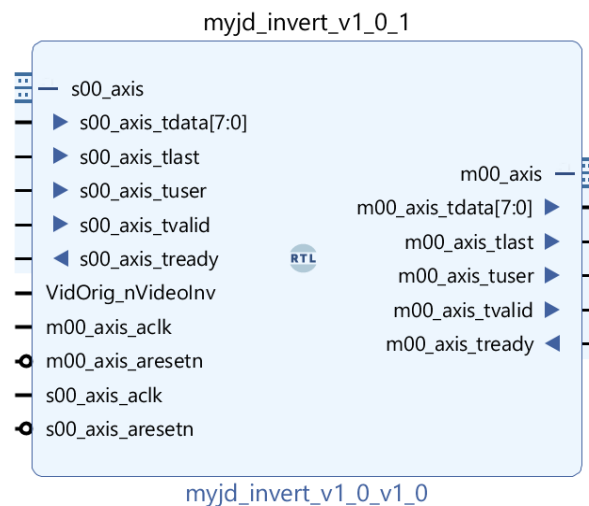 myjd_invert_v1_0_1
s00_axis
s00_axis_tdata[7:0]
s00_axis_tlast
s00_axis_tuser
s00_axis_tvalid
s00_axis_tready
VidOrig_nVideoInv
m00_axis_aclk
m00_axis_aresetn
s00_axis_aclk
s00_axis_aresetn
RTL
m00_axis
m00_axis_tdata[7:0]
m00_axis_tlast
m00_axis_tuser
m00_axis_tvalid
m00_axis_tready
myjd_invert_v1_0_v1_0